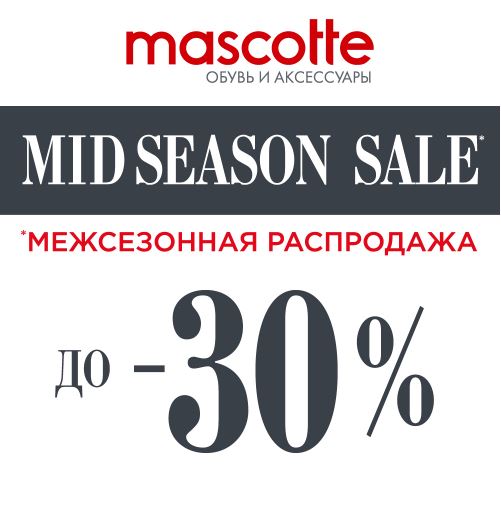 mascotte
ОБУВЬ И АКСЕССУАРЫ
MID SEASON SALE*
*МЕЖСЕЗОННАЯ РАСПРОДАЖА
ДО -30%